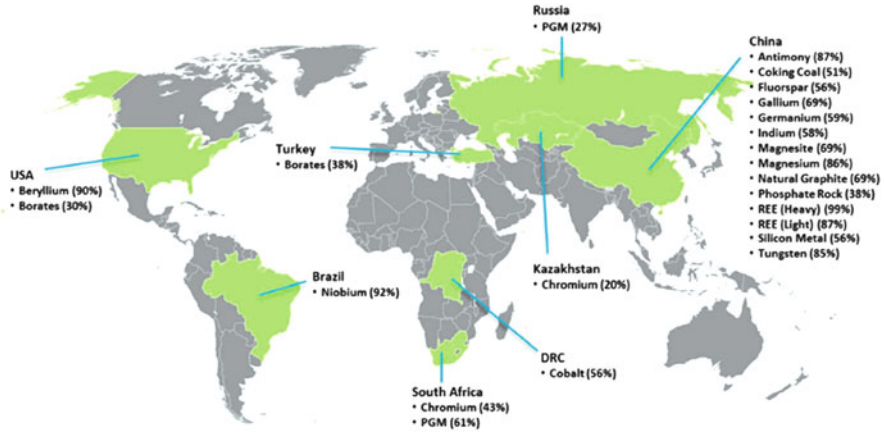 Russia
• PGM (27%)
China
• Antimony (87%)
• Coking Coal (51%)
• Fluorspar (56%)
• Gallium (69%)
• Germanium (59%)
• Indium (58%)
• Magnesite (69%)
• Magnesium (86%)
• Natural Graphite (69%)
• Phosphate Rock (38%)
• REE (Heavy) (99%)
• REE (Light) (87%)
• Silicon Metal (56%)
• Tungsten (85%)
USA
• Beryllium (90%)
• Borates (30%)
Turkey
• Borates (38%)
Brazil
• Niobium (92%)
Kazakhstan
• Chromium (20%)
DRC
• Cobalt (56%)
South Africa
• Chromium (43%)
• PGM (61%)